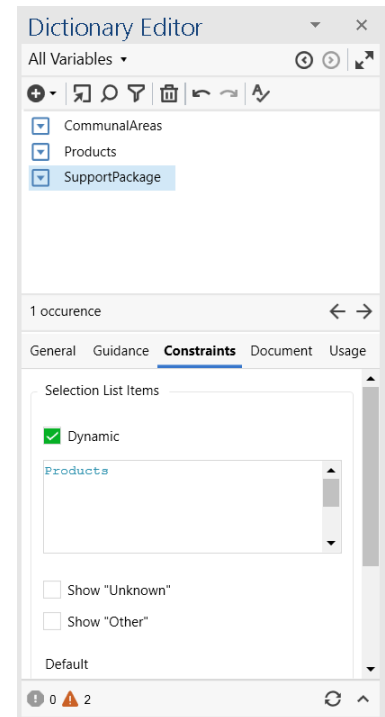 Dictionary Editor
All Variables
CommunalAreas
Products
SupportPackage
1 occurence
General Guidance Constraints Document Usage
Selection List Items
Dynamic
Products
Show "Unknown"
Show "Other"
Default
0 2